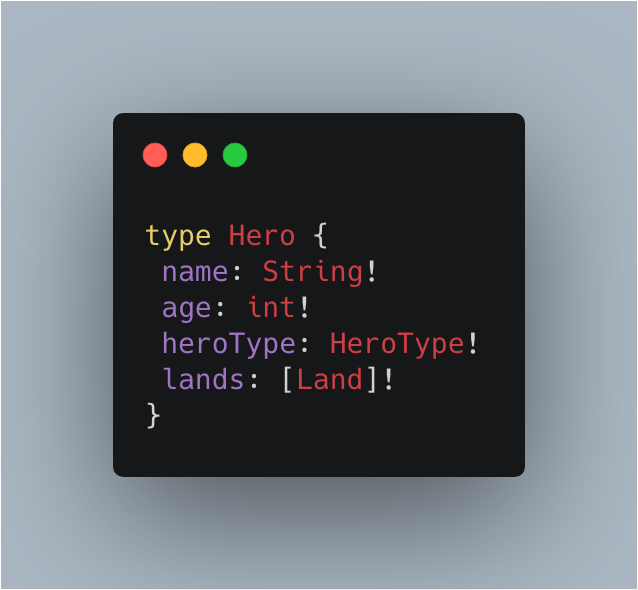 type Hero {
 name: String!
 age: int!
 heroType: HeroType!
 lands: [Land]!
}